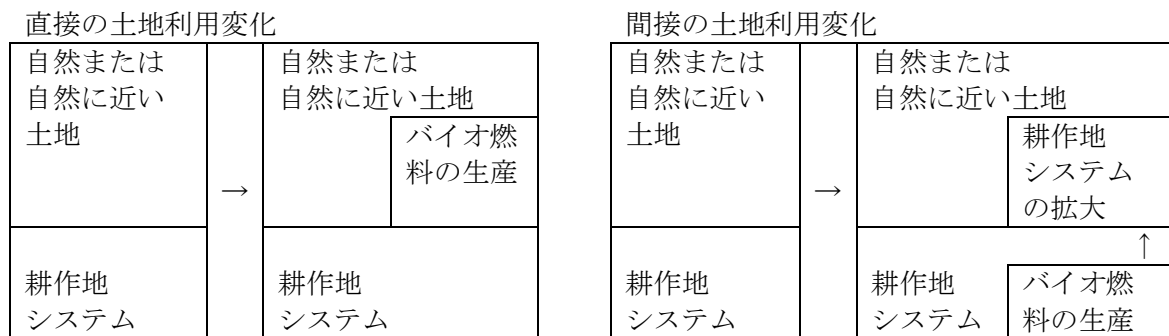 直接の土地利用変化
自然または
自然に近い
土地
耕作地
システム
→
自然または
自然に近い土地
バイオ燃
料の生産
耕作地
システム
間接の土地利用変化
自然または
自然に近い
土地
耕作地
システム
→
自然または
自然に近い土地
耕作地
システム
の拡大
↑
耕作地
システム
バイオ燃
料の生産